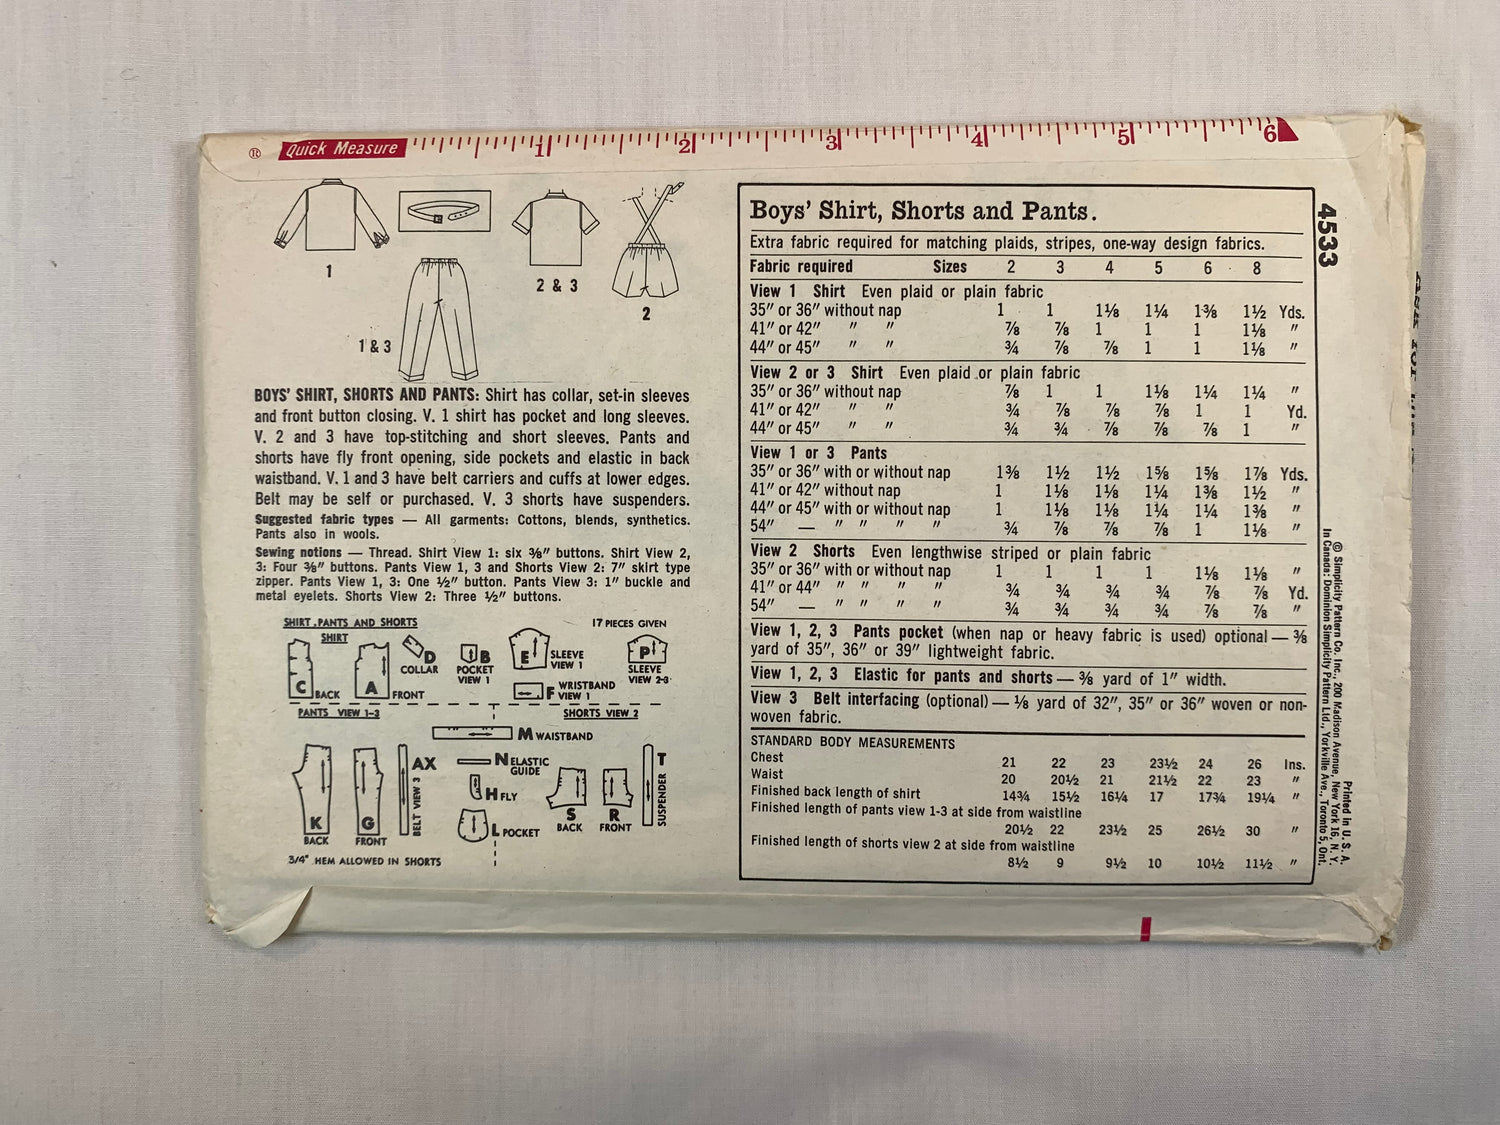 ® Quick Measure 1 2 3 4 5 6
1
2 & 3
2
1 & 3
BOYS' SHIRT, SHORTS AND PANTS: Shirt has collar, set-in sleeves
and front button closing. V. 1 shirt has pocket and long sleeves.
V. 2 and 3 have top-stitching and short sleeves. Pants and
shorts have fly front opening, side pockets and elastic in back
waistband. V. 1 and 3 have belt carriers and cuffs at lower edges.
Belt may be self or purchased. V. 3 shorts have suspenders.
Suggested fabric types — All garments: Cottons, blends, synthetics.
Pants also in wools.
Sewing notions — Thread. Shirt View 1: six ⅜" buttons. Shirt View 2,
3: Four ⅜" buttons. Pants View 1, 3 and Shorts View 2: 7" skirt type
zipper. Pants View 1, 3: One ½" button. Pants View 3: 1" buckle and
metal eyelets. Shorts View 2: Three ½" buttons.
SHIRT, PANTS AND SHORTS 17 PIECES GIVEN
SHIRT
C BACK
A FRONT
D COLLAR
B POCKET VIEW 1
E SLEEVE VIEW 1
F WRISTBAND VIEW 1
P SLEEVE VIEW 2-3
PANTS VIEW 1-3
SHORTS VIEW 2
M WAISTBAND
K BACK
G FRONT
AX BELT VIEW 3
N ELASTIC GUIDE
H FLY
L POCKET
S BACK
R FRONT
T SUSPENDER
3/4" HEM ALLOWED IN SHORTS
Boys' Shirt, Shorts and Pants.
Extra fabric required for matching plaids, stripes, one-way design fabrics.
Fabric required Sizes 2 3 4 5 6 8
View 1 Shirt Even plaid or plain fabric
35" or 36" without nap 1 1 1⅛ 1¼ 1⅜ 1½ Yds.
41" or 42" " " ⅞ ⅞ 1 1 1 1⅛ "
44" or 45" " " ¾ ⅞ ⅞ 1 1 1⅛ "
View 2 or 3 Shirt Even plaid or plain fabric
35" or 36" without nap ⅞ 1 1 1⅛ 1¼ 1¼ "
41" or 42" " " ¾ ⅞ ⅞ ⅞ 1 1 Yd.
44" or 45" " " ¾ ¾ ⅞ ⅞ ⅞ 1 "
View 1 or 3 Pants
35" or 36" with or without nap 1⅜ 1½ 1½ 1⅝ 1⅝ 1⅞ Yds.
41" or 42" without nap 1 1⅛ 1⅛ 1¼ 1⅜ 1½ "
44" or 45" with or without nap 1 1⅛ 1⅛ 1¼ 1¼ 1⅜ "
54" — " " " " ¾ ⅞ ⅞ ⅞ 1 1⅛ "
View 2 Shorts Even lengthwise striped or plain fabric
35" or 36" with or without nap 1 1 1 1 1⅛ 1⅛ "
41" or 44" " " " " ¾ ¾ ¾ ¾ ⅞ ⅞ Yd.
54" — " " " " ¾ ¾ ¾ ¾ ⅞ ⅞ "
View 1, 2, 3 Pants pocket (when nap or heavy fabric is used) optional — ⅜
yard of 35", 36" or 39" lightweight fabric.
View 1, 2, 3 Elastic for pants and shorts — ⅜ yard of 1" width.
View 3 Belt interfacing (optional) — ⅛ yard of 32", 35" or 36" woven or non-
woven fabric.
STANDARD BODY MEASUREMENTS
Chest 21 22 23 23½ 24 26 Ins.
Waist 20 20½ 21 21½ 22 23 "
Finished back length of shirt 14¾ 15½ 16¼ 17 17¾ 19¼ "
Finished length of pants view 1-3 at side from waistline
20½ 22 23½ 25 26½ 30 "
Finished length of shorts view 2 at side from waistline
8½ 9 9½ 10 10½ 11½ "
4533
© Simplicity Pattern Co. Inc., 200 Madison Avenue, New York 16, N. Y.
In Canada: Dominion Simplicity Pattern Ltd., Yorkville Ave., Toronto 5, Ont.
Printed in U. S. A.